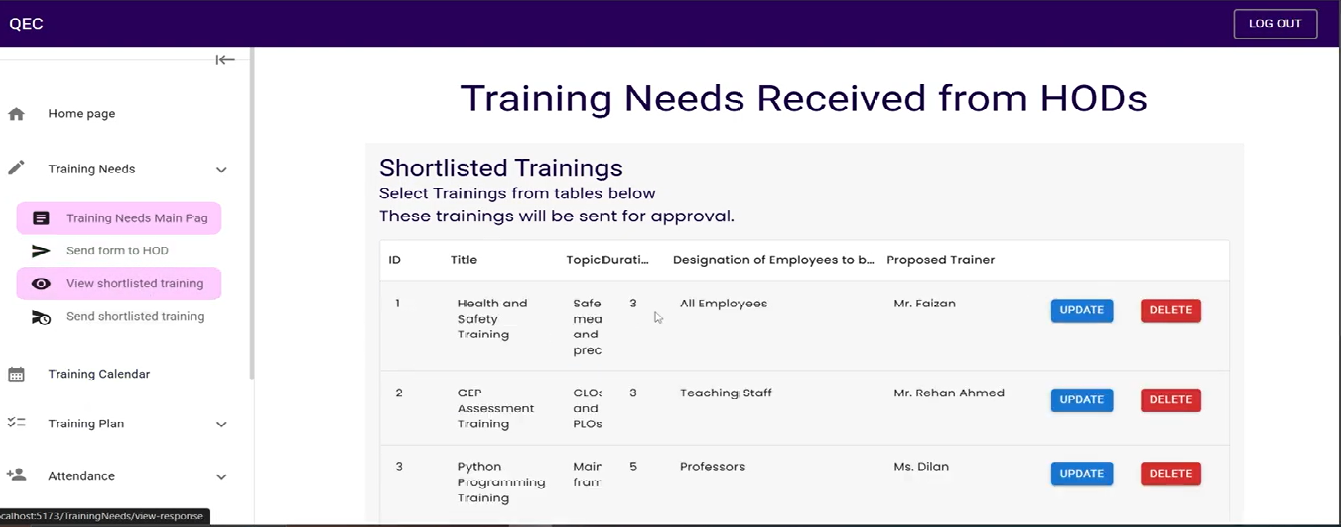 QEC
LOG OUT
Home page
Training Needs
Training Needs Main Pag
Send form to HOD
View shortlisted training
Send shortlisted training
Training Calendar
Training Plan
Attendance
ocalhost:5173/TrainingNeeds/view-response
Training Needs Received from HODs
Shortlisted Trainings
Select Trainings from tables below
These trainings will be sent for approval.
ID Title Topic Durati... Designation of Employees to b... Proposed Trainer
1 Health and Safe 3 All Employees Mr. Faizan UPDATE DELETE
Safety mea
Training and
prec
2 CEP CLOs 3 Teaching Staff Mr. Rehan Ahmed UPDATE DELETE
Assessment and
Training PLOs
3 Python Main 5 Professors Ms. Dilan UPDATE DELETE
Programming fram
Training